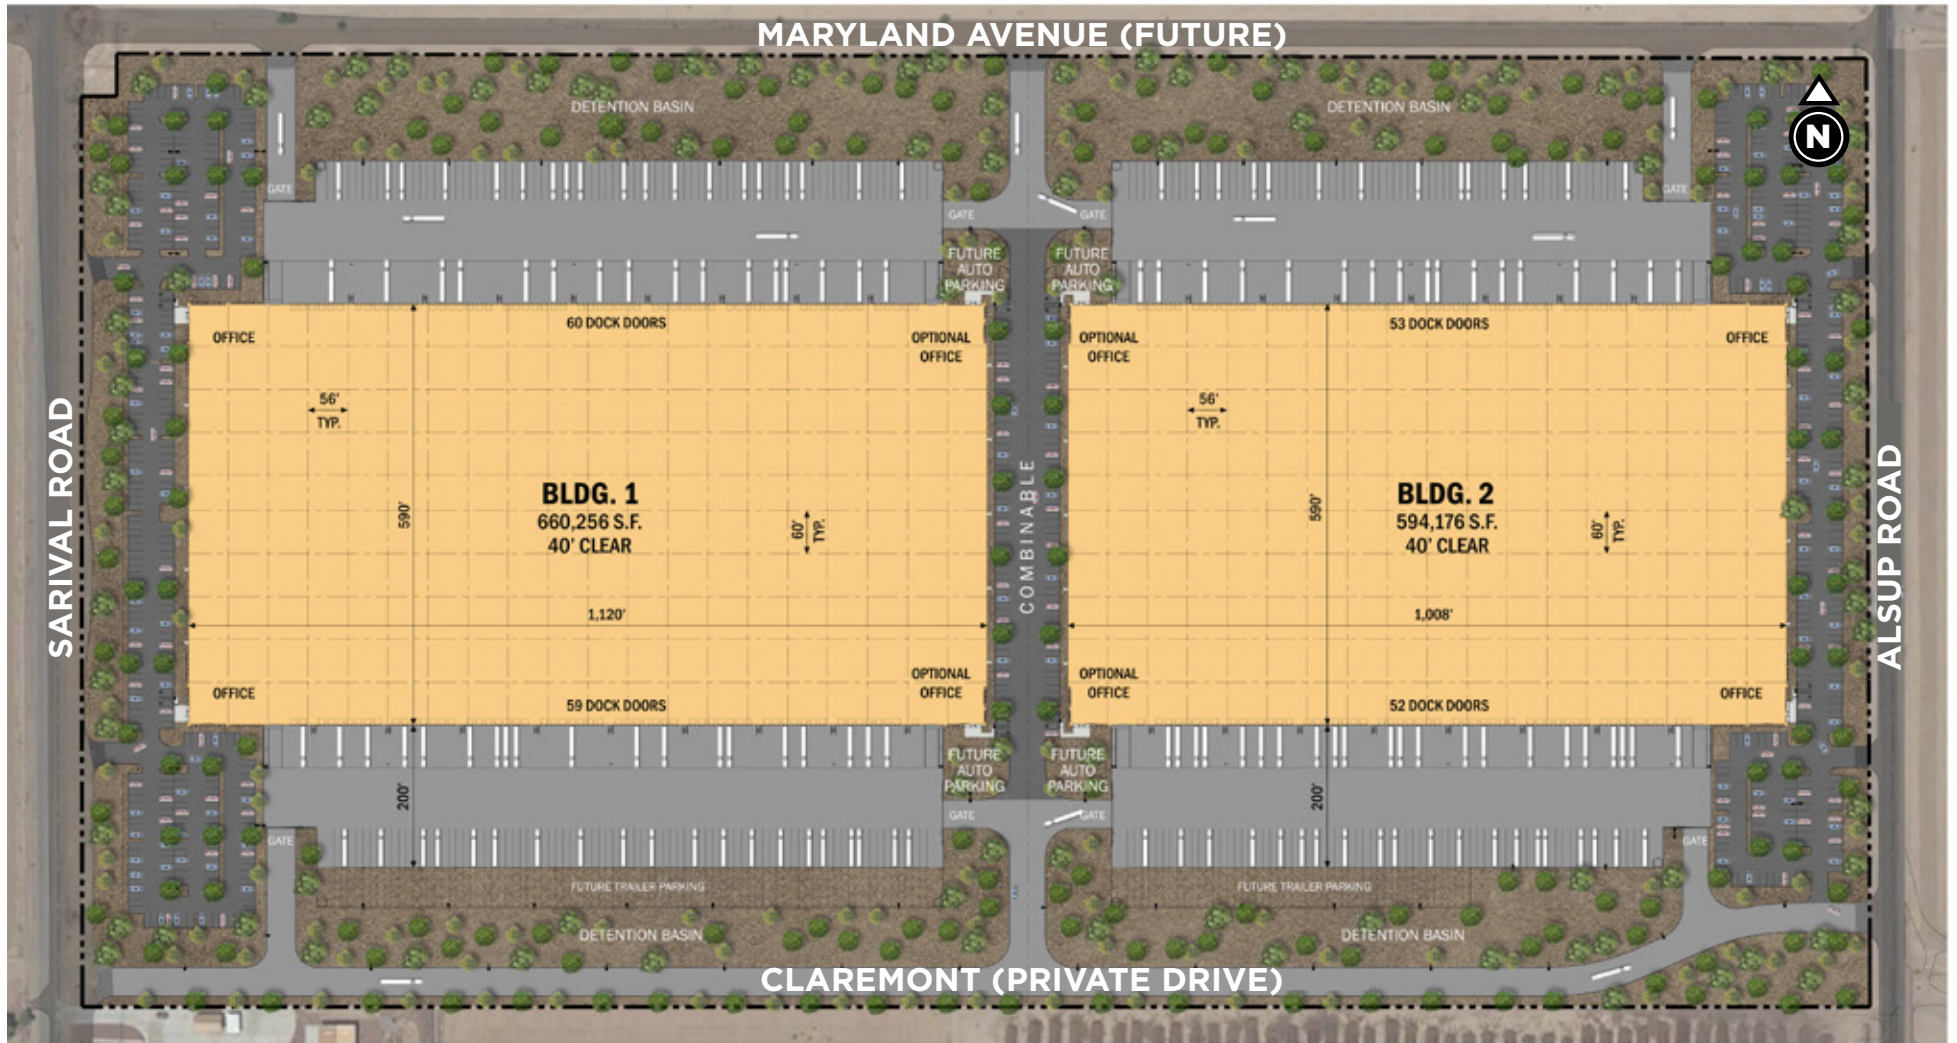 MARYLAND AVENUE (FUTURE)
DETENTION BASIN
DETENTION BASIN
N
GATE
GATE
GATE
GATE
FUTURE
AUTO
PARKING
FUTURE
AUTO
PARKING
OFFICE
60 DOCK DOORS
OPTIONAL
OFFICE
OPTIONAL
OFFICE
53 DOCK DOORS
OFFICE
56'
TYP.
56'
TYP.
SARIVAL ROAD
590'
BLDG. 1
660,256 S.F.
40' CLEAR
60'
TYP.
COMBINABLE
590'
BLDG. 2
594,176 S.F.
40' CLEAR
60'
TYP.
ALSUP ROAD
1,120'
1,008'
OFFICE
59 DOCK DOORS
OPTIONAL
OFFICE
OPTIONAL
OFFICE
52 DOCK DOORS
OFFICE
FUTURE
AUTO
PARKING
FUTURE
AUTO
PARKING
200'
200'
GATE
GATE
GATE
GATE
FUTURE TRAILER PARKING
FUTURE TRAILER PARKING
DETENTION BASIN
DETENTION BASIN
CLAREMONT (PRIVATE DRIVE)